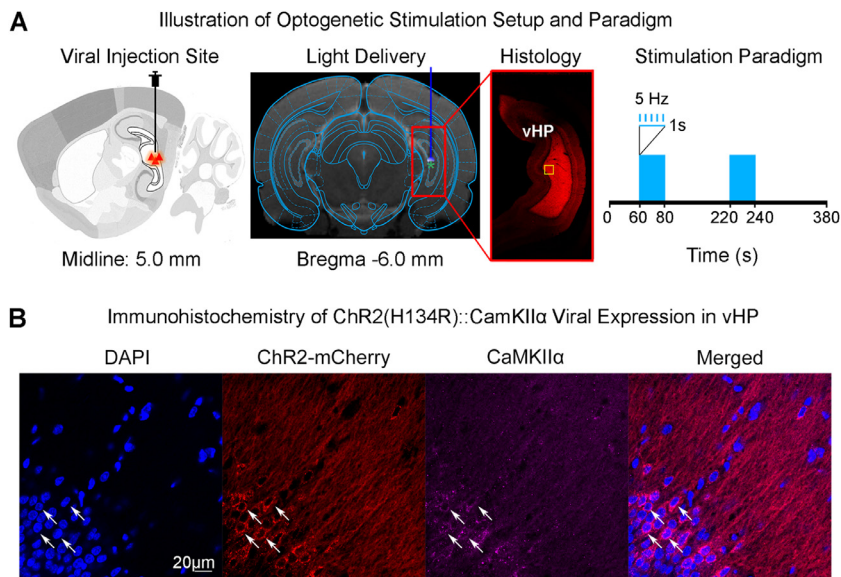 A
Illustration of Optogenetic Stimulation Setup and Paradigm
Viral Injection Site
Light Delivery
Histology
Stimulation Paradigm
vHP
5 Hz
1s
0 60 80 220 240 380
Time (s)
Midline: 5.0 mm
Bregma -6.0 mm
B
Immunohistochemistry of ChR2(H134R)::CamKIIα Viral Expression in vHP
DAPI
ChR2-mCherry
CaMKIIα
Merged
20μm